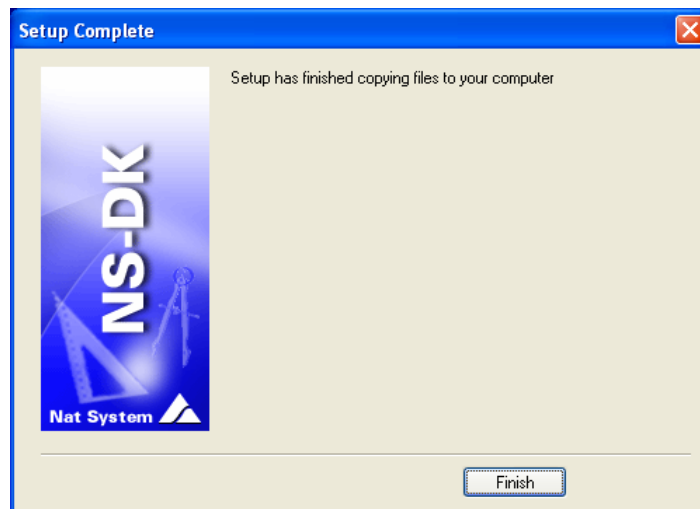 Setup Complete
Setup has finished copying files to your computer
NS-DK
Nat System
Finish